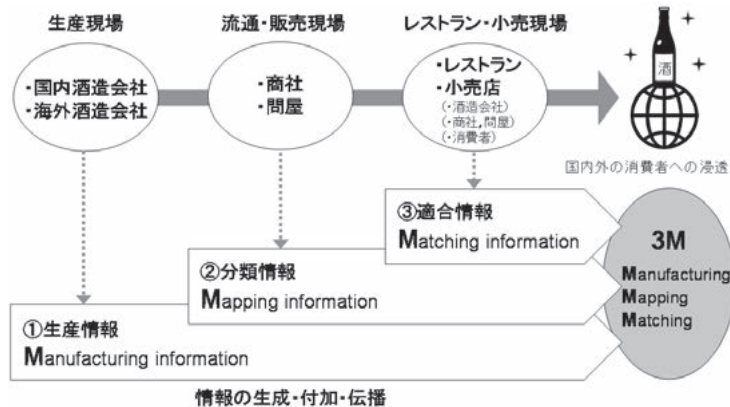 生産現場
流通・販売現場
レストラン・小売現場
・国内酒造会社
・海外酒造会社
・商社
・問屋
・レストラン
・小売店
(・酒造会社)
(・商社,問屋)
(・消費者)
酒
国内外の消費者への浸透
③適合情報
Matching information
②分類情報
Mapping information
①生産情報
Manufacturing information
3M
Manufacturing
Mapping
Matching
情報の生成・付加・伝播